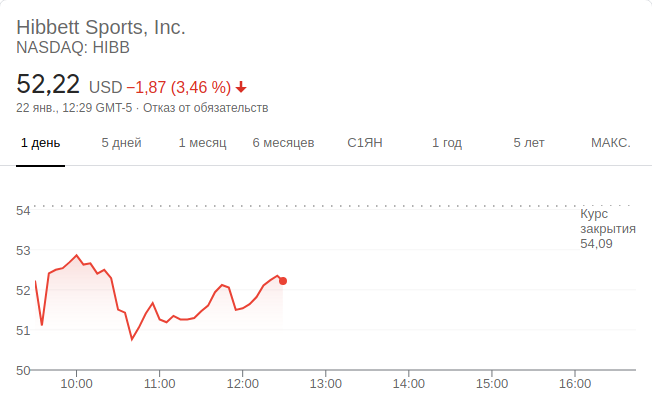 Hibbett Sports, Inc.
NASDAQ: HIBB
52,22 USD −1,87 (3,46 %)
22 янв., 12:29 GMT-5 · Отказ от обязательств
1 день 5 дней 1 месяц 6 месяцев С1ЯН 1 год 5 лет МАКС.
54
Курс
закрытия
54,09
53
52
51
50
10:00 11:00 12:00 13:00 14:00 15:00 16:00